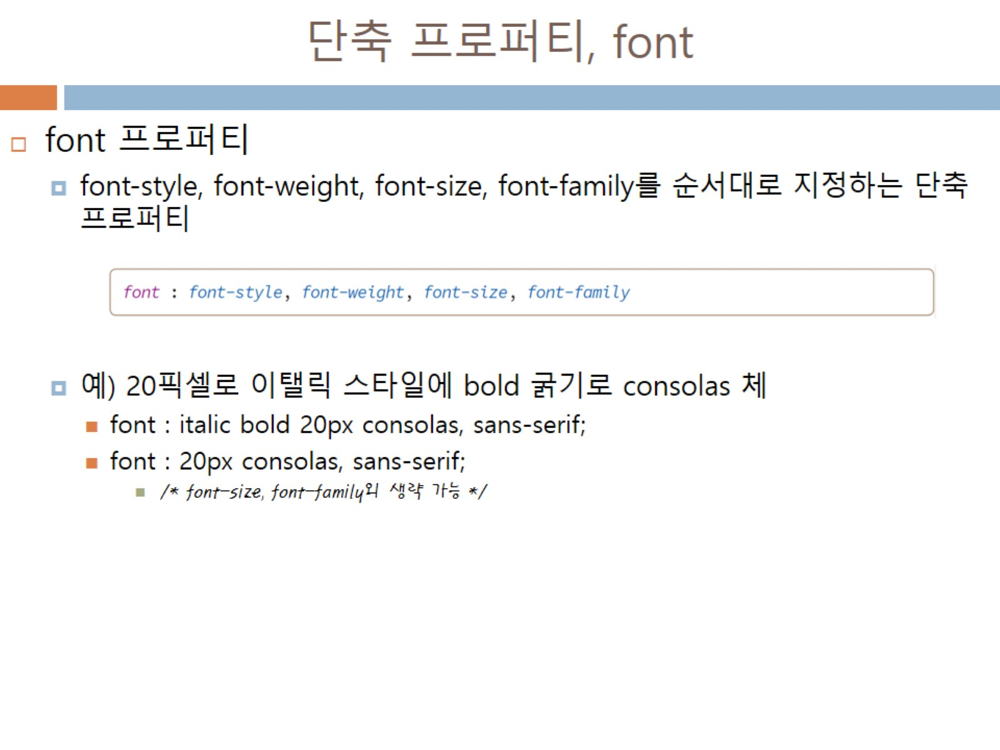 단축 프로퍼티, font
font 프로퍼티
font-style, font-weight, font-size, font-family를 순서대로 지정하는 단축
프로퍼티
font : font-style, font-weight, font-size, font-family
예) 20픽셀로 이탤릭 스타일에 bold 굵기로 consolas 체
font : italic bold 20px consolas, sans-serif;
font : 20px consolas, sans-serif;
/* font-size, font-family외 생략 가능 */